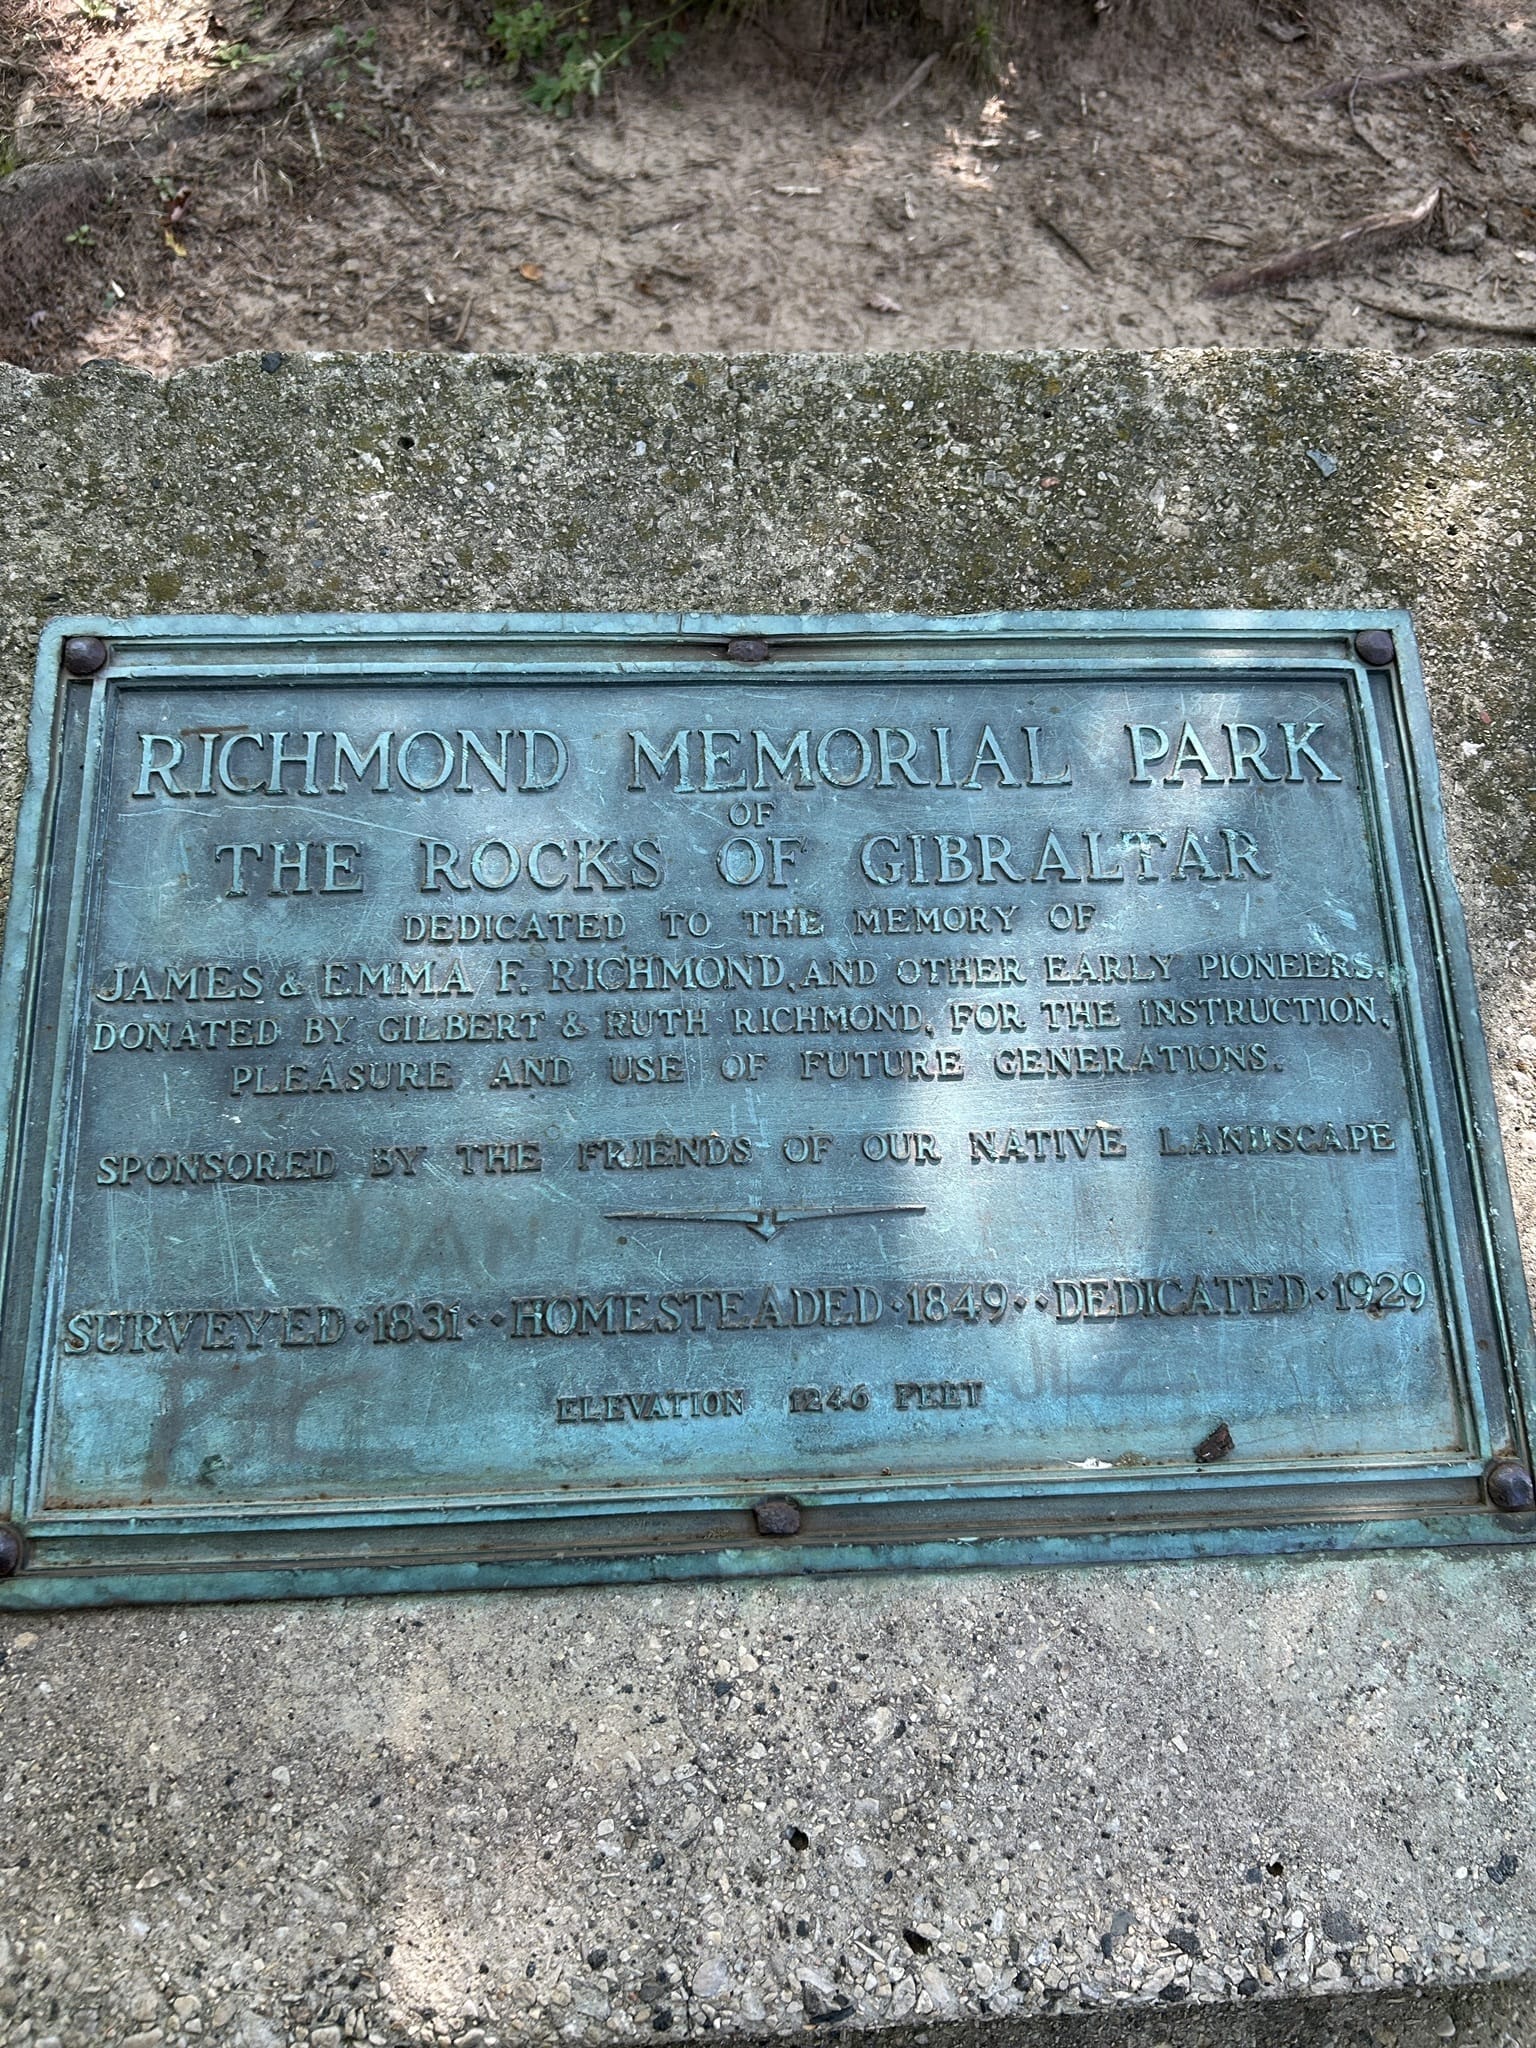 RICHMOND MEMORIAL PARK
OF
THE ROCKS OF GIBRALTAR
DEDICATED TO THE MEMORY OF
JAMES & EMMA F. RICHMOND, AND OTHER EARLY PIONEERS.
DONATED BY GILBERT & RUTH RICHMOND, FOR THE INSTRUCTION,
PLEASURE AND USE OF FUTURE GENERATIONS.
SPONSORED BY THE FRIENDS OF OUR NATIVE LANDSCAPE
SURVEYED · 1831 · · HOMESTEADED · 1849 · · DEDICATED · 1929
ELEVATION 1246 FEET